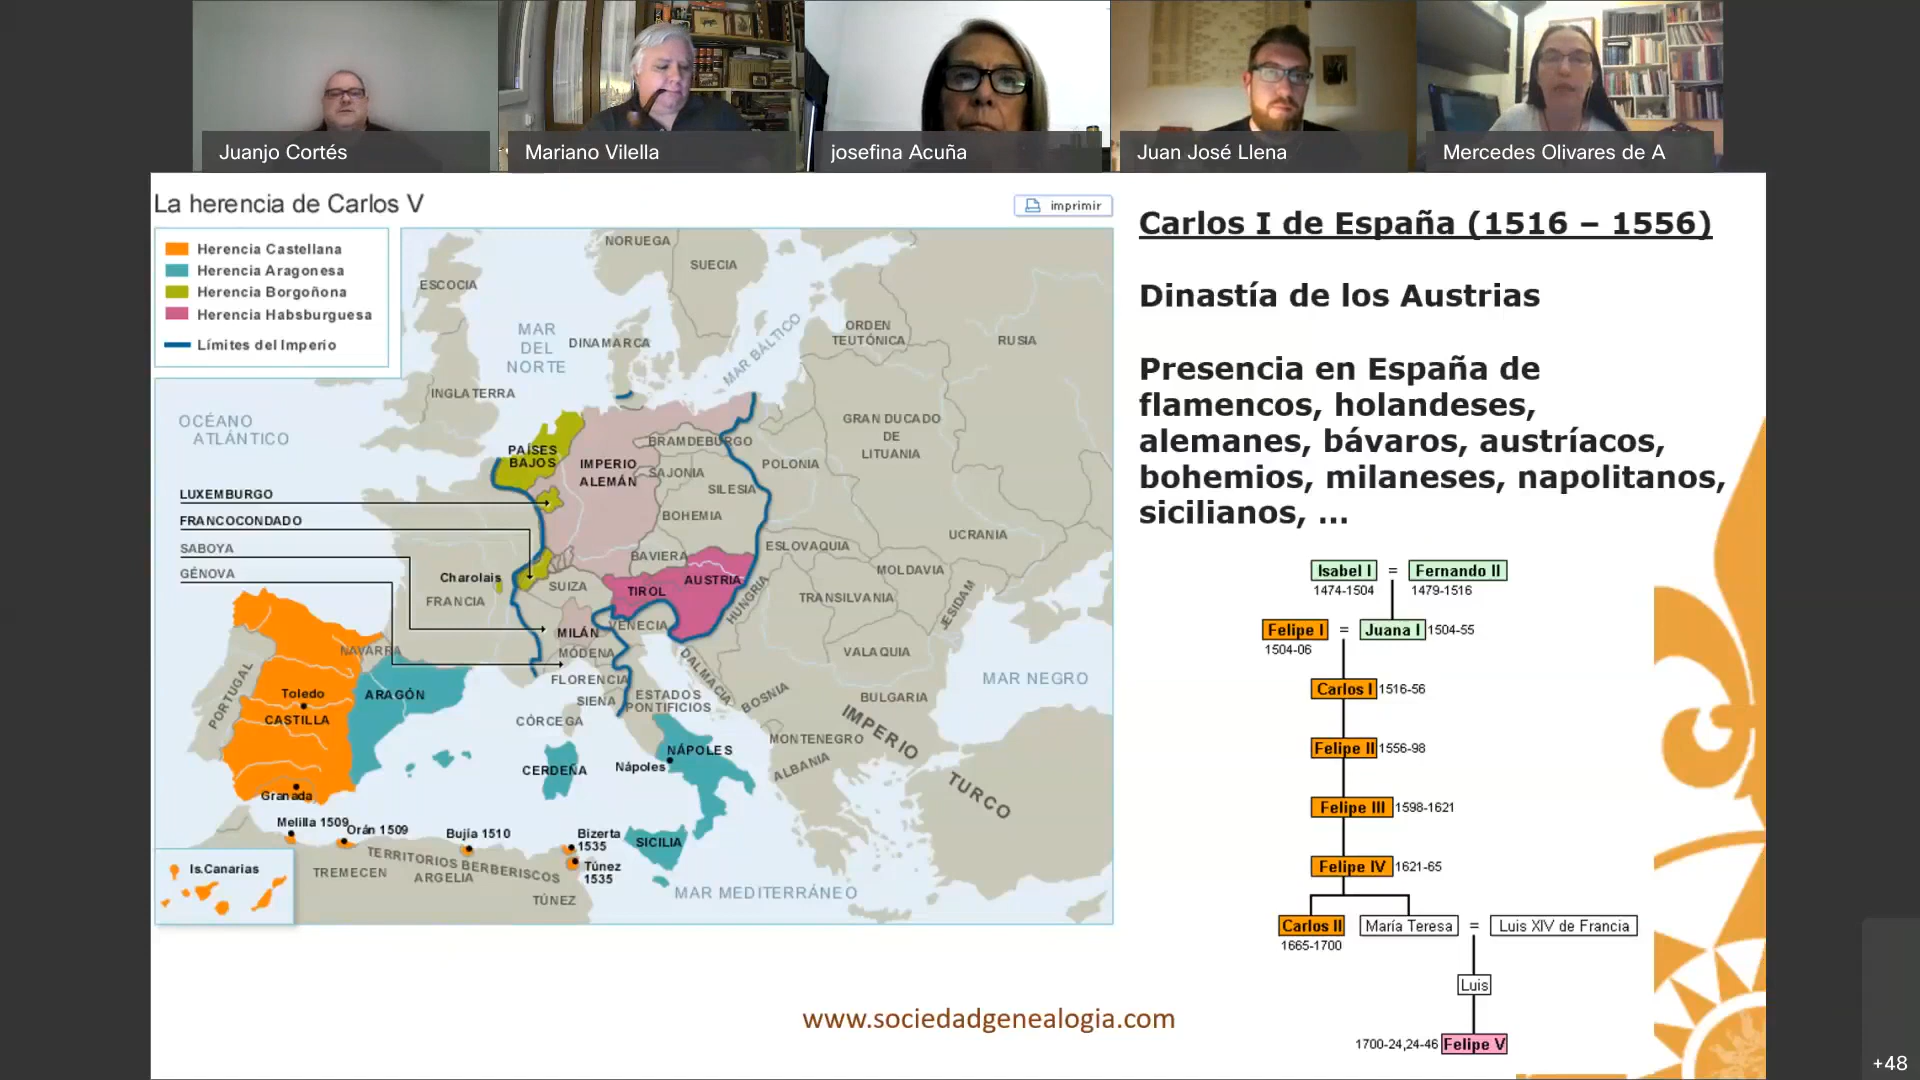 Juanjo Cortés
Mariano Vilella
josefina Acuña
Juan José Llena
Mercedes Olivares de A
La herencia de Carlos V
imprimir
Herencia Castellana
Herencia Aragonesa
Herencia Borgoñona
Herencia Habsburguesa
Límites del Imperio
NORUEGA
SUECIA
ESCOCIA
MAR
DEL
NORTE
DINAMARCA
MAR BÁLTICO
ORDEN
TEUTÓNICA
RUSIA
INGLATERRA
OCÉANO
ATLÁNTICO
GRAN DUCADO
DE
LITUANIA
PAÍSES
BAJOS
IMPERIO
ALEMÁN
BRAMDEBURGO
SAJONIA
POLONIA
SILESIA
LUXEMBURGO
BOHEMIA
FRANCOCONDADO
UCRANIA
SABOYA
BAVIERA
ESLOVAQUIA
GÉNOVA
Charolais
SUIZA
TIROL
AUSTRIA
HUNGRIA
MOLDAVIA
FRANCIA
TRANSILVANIA
JESIDAM
MILÁN
VENECIA
MÓDENA
NAVARRA
VALAQUIA
PORTUGAL
FLORENCIA
DALMACIA
MAR NEGRO
Toledo
CASTILLA
ARAGÓN
SIENA
ESTADOS
PONTIFICIOS
BOSNIA
BULGARIA
CÓRCEGA
MONTENEGRO
IMPERIO
TURCO
NÁPOLES
Nápoles
ALBANIA
CERDEÑA
Granada
Melilla 1509
Orán 1509
Bujía 1510
Bizerta
1535
SICILIA
Túnez
1535
TERRITORIOS BERBERISCOS
TREMECEN
ARGELIA
TÚNEZ
MAR MEDITERRÁNEO
Is.Canarias
Carlos I de España (1516 – 1556)
Dinastía de los Austrias
Presencia en España de
flamencos, holandeses,
alemanes, bávaros, austríacos,
bohemios, milaneses, napolitanos,
sicilianos, ...
Isabel I = Fernando II
1474-1504 1479-1516
Felipe I = Juana I 1504-55
1504-06
Carlos I 1516-56
Felipe II 1556-98
Felipe III 1598-1621
Felipe IV 1621-65
Carlos II María Teresa = Luis XIV de Francia
1665-1700
Luis
1700-24,24-46 Felipe V
www.sociedadgenealogia.com
+48